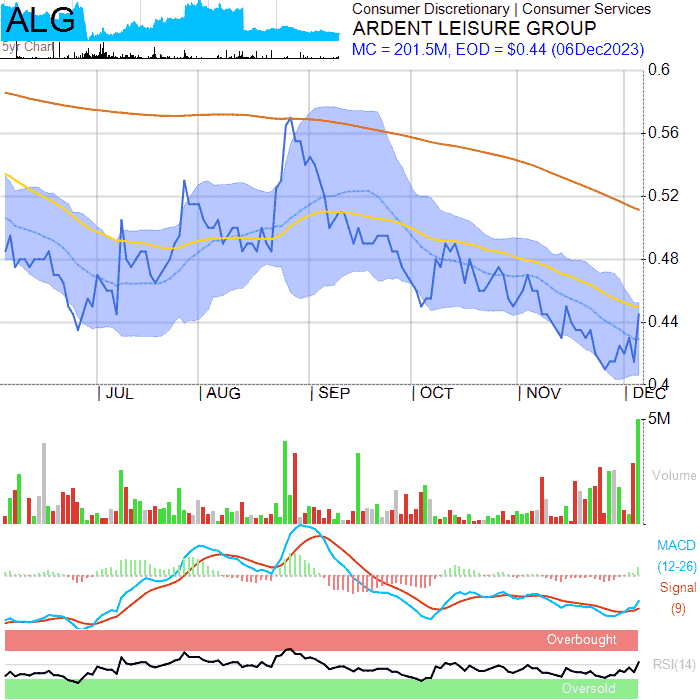 ALG
5yr Chart
Consumer Discretionary | Consumer Services
ARDENT LEISURE GROUP
MC = 201.5M, EOD = $0.44 (06Dec2023)
0.6
0.56
0.52
0.48
0.44
0.4
JUL
AUG
SEP
OCT
NOV
DEC
5M
Volume
MACD
(12-26)
Signal
(9)
Overbought
RSI(14)
Oversold